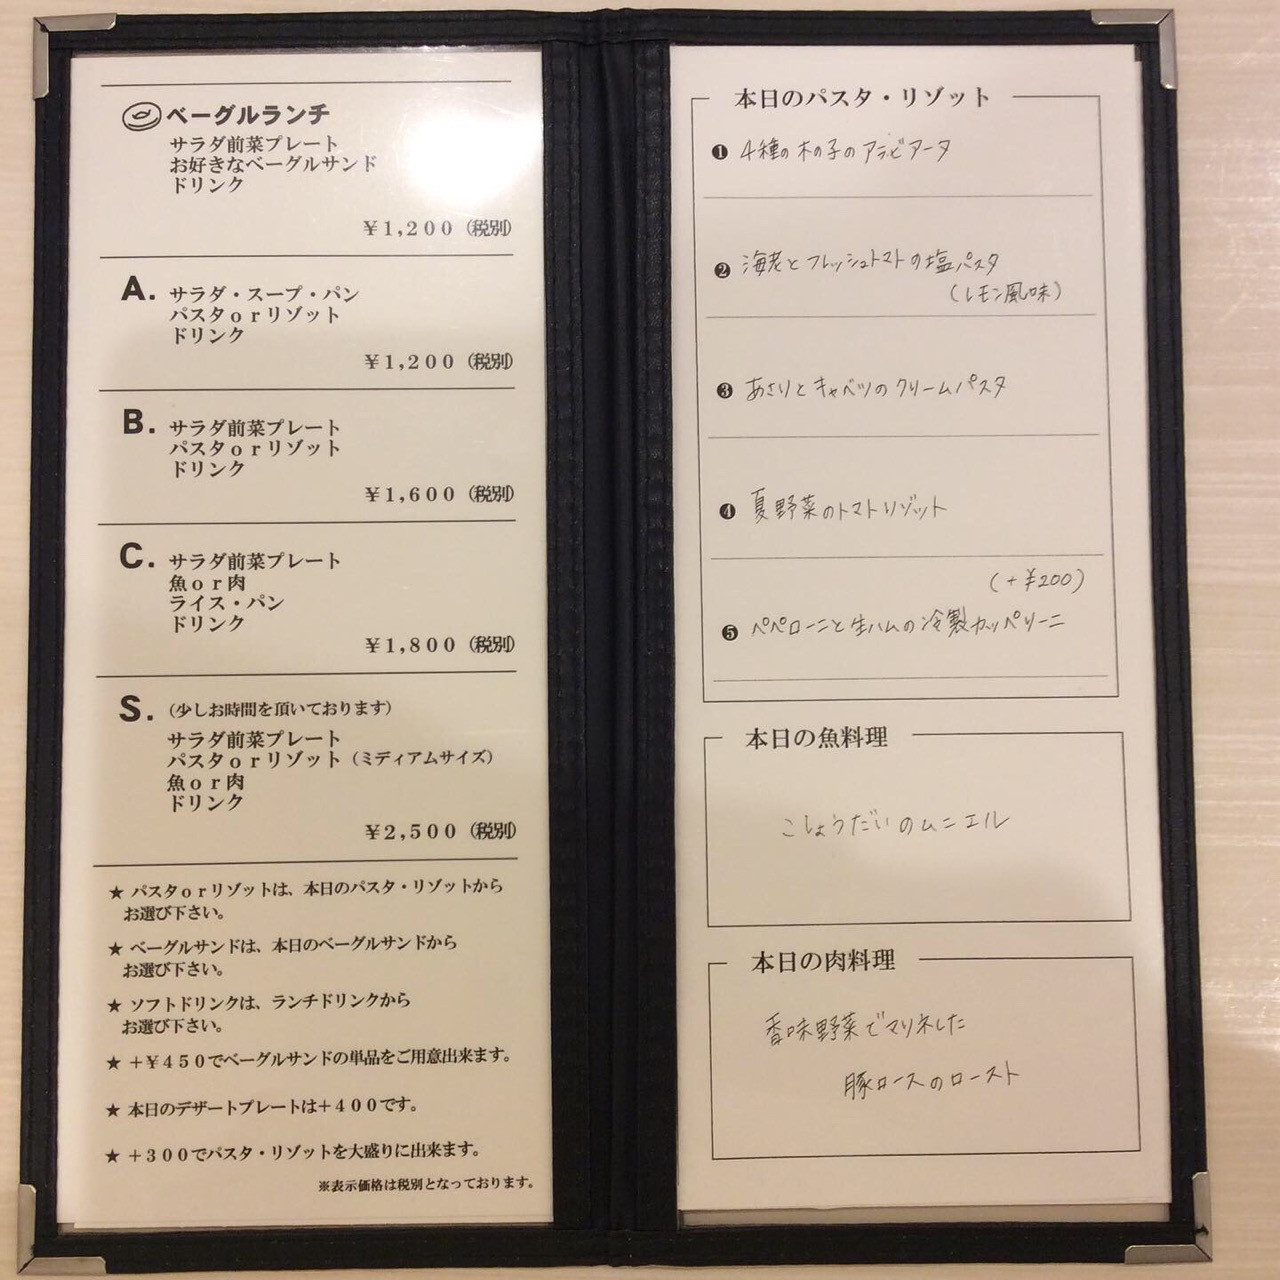 ベーグルランチ
サラダ前菜プレート
お好きなベーグルサンド
ドリンク
￥1,200（税別）
A.
サラダ・スープ・パン
パスタorリゾット
ドリンク
￥1,200（税別）
B.
サラダ前菜プレート
パスタorリゾット
ドリンク
￥1,600（税別）
C.
サラダ前菜プレート
魚or肉
ライス・パン
ドリンク
￥1,800（税別）
S.（少しお時間を頂いております）
サラダ前菜プレート
パスタorリゾット（ミディアムサイズ）
魚or肉
ドリンク
￥2,500（税別）
★ パスタorリゾットは、本日のパスタ・リゾットから
お選び下さい。
★ ベーグルサンドは、本日のベーグルサンドから
お選び下さい。
★ ソフトドリンクは、ランチドリンクから
お選び下さい。
★ ＋￥450でベーグルサンドの単品をご用意出来ます。
★ 本日のデザートプレートは＋400です。
★ ＋300でパスタ・リゾットを大盛りに出来ます。
※表示価格は税別となっております。
本日のパスタ・リゾット
❶ 4種の木の子のアラビアータ
❷ 海老とフレッシュトマトの塩パスタ
（レモン風味）
❸ あさりとキャベツのクリームパスタ
❹ 夏野菜のトマトリゾット
（＋￥200）
❺ ペペローニと生ハムの冷製カッペリーニ
本日の魚料理
こしょうだいのムニエル
本日の肉料理
香味野菜でマリネした
豚ロースのロースト